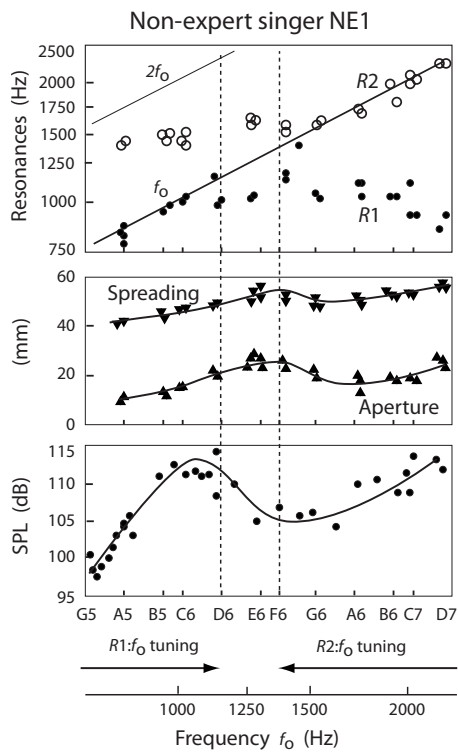 Non-expert singer NE1
Resonances (Hz)
2500
2000
1750
1500
1000
750
2fo
fo
R2
R1
(mm)
60
40
20
0
Spreading
Aperture
SPL (dB)
115
110
105
100
95
G5 A5 B5 C6 D6 E6 F6 G6 A6 B6 C7 D7
R1:fo tuning R2:fo tuning
1000 1250 1500 2000
Frequency fo (Hz)